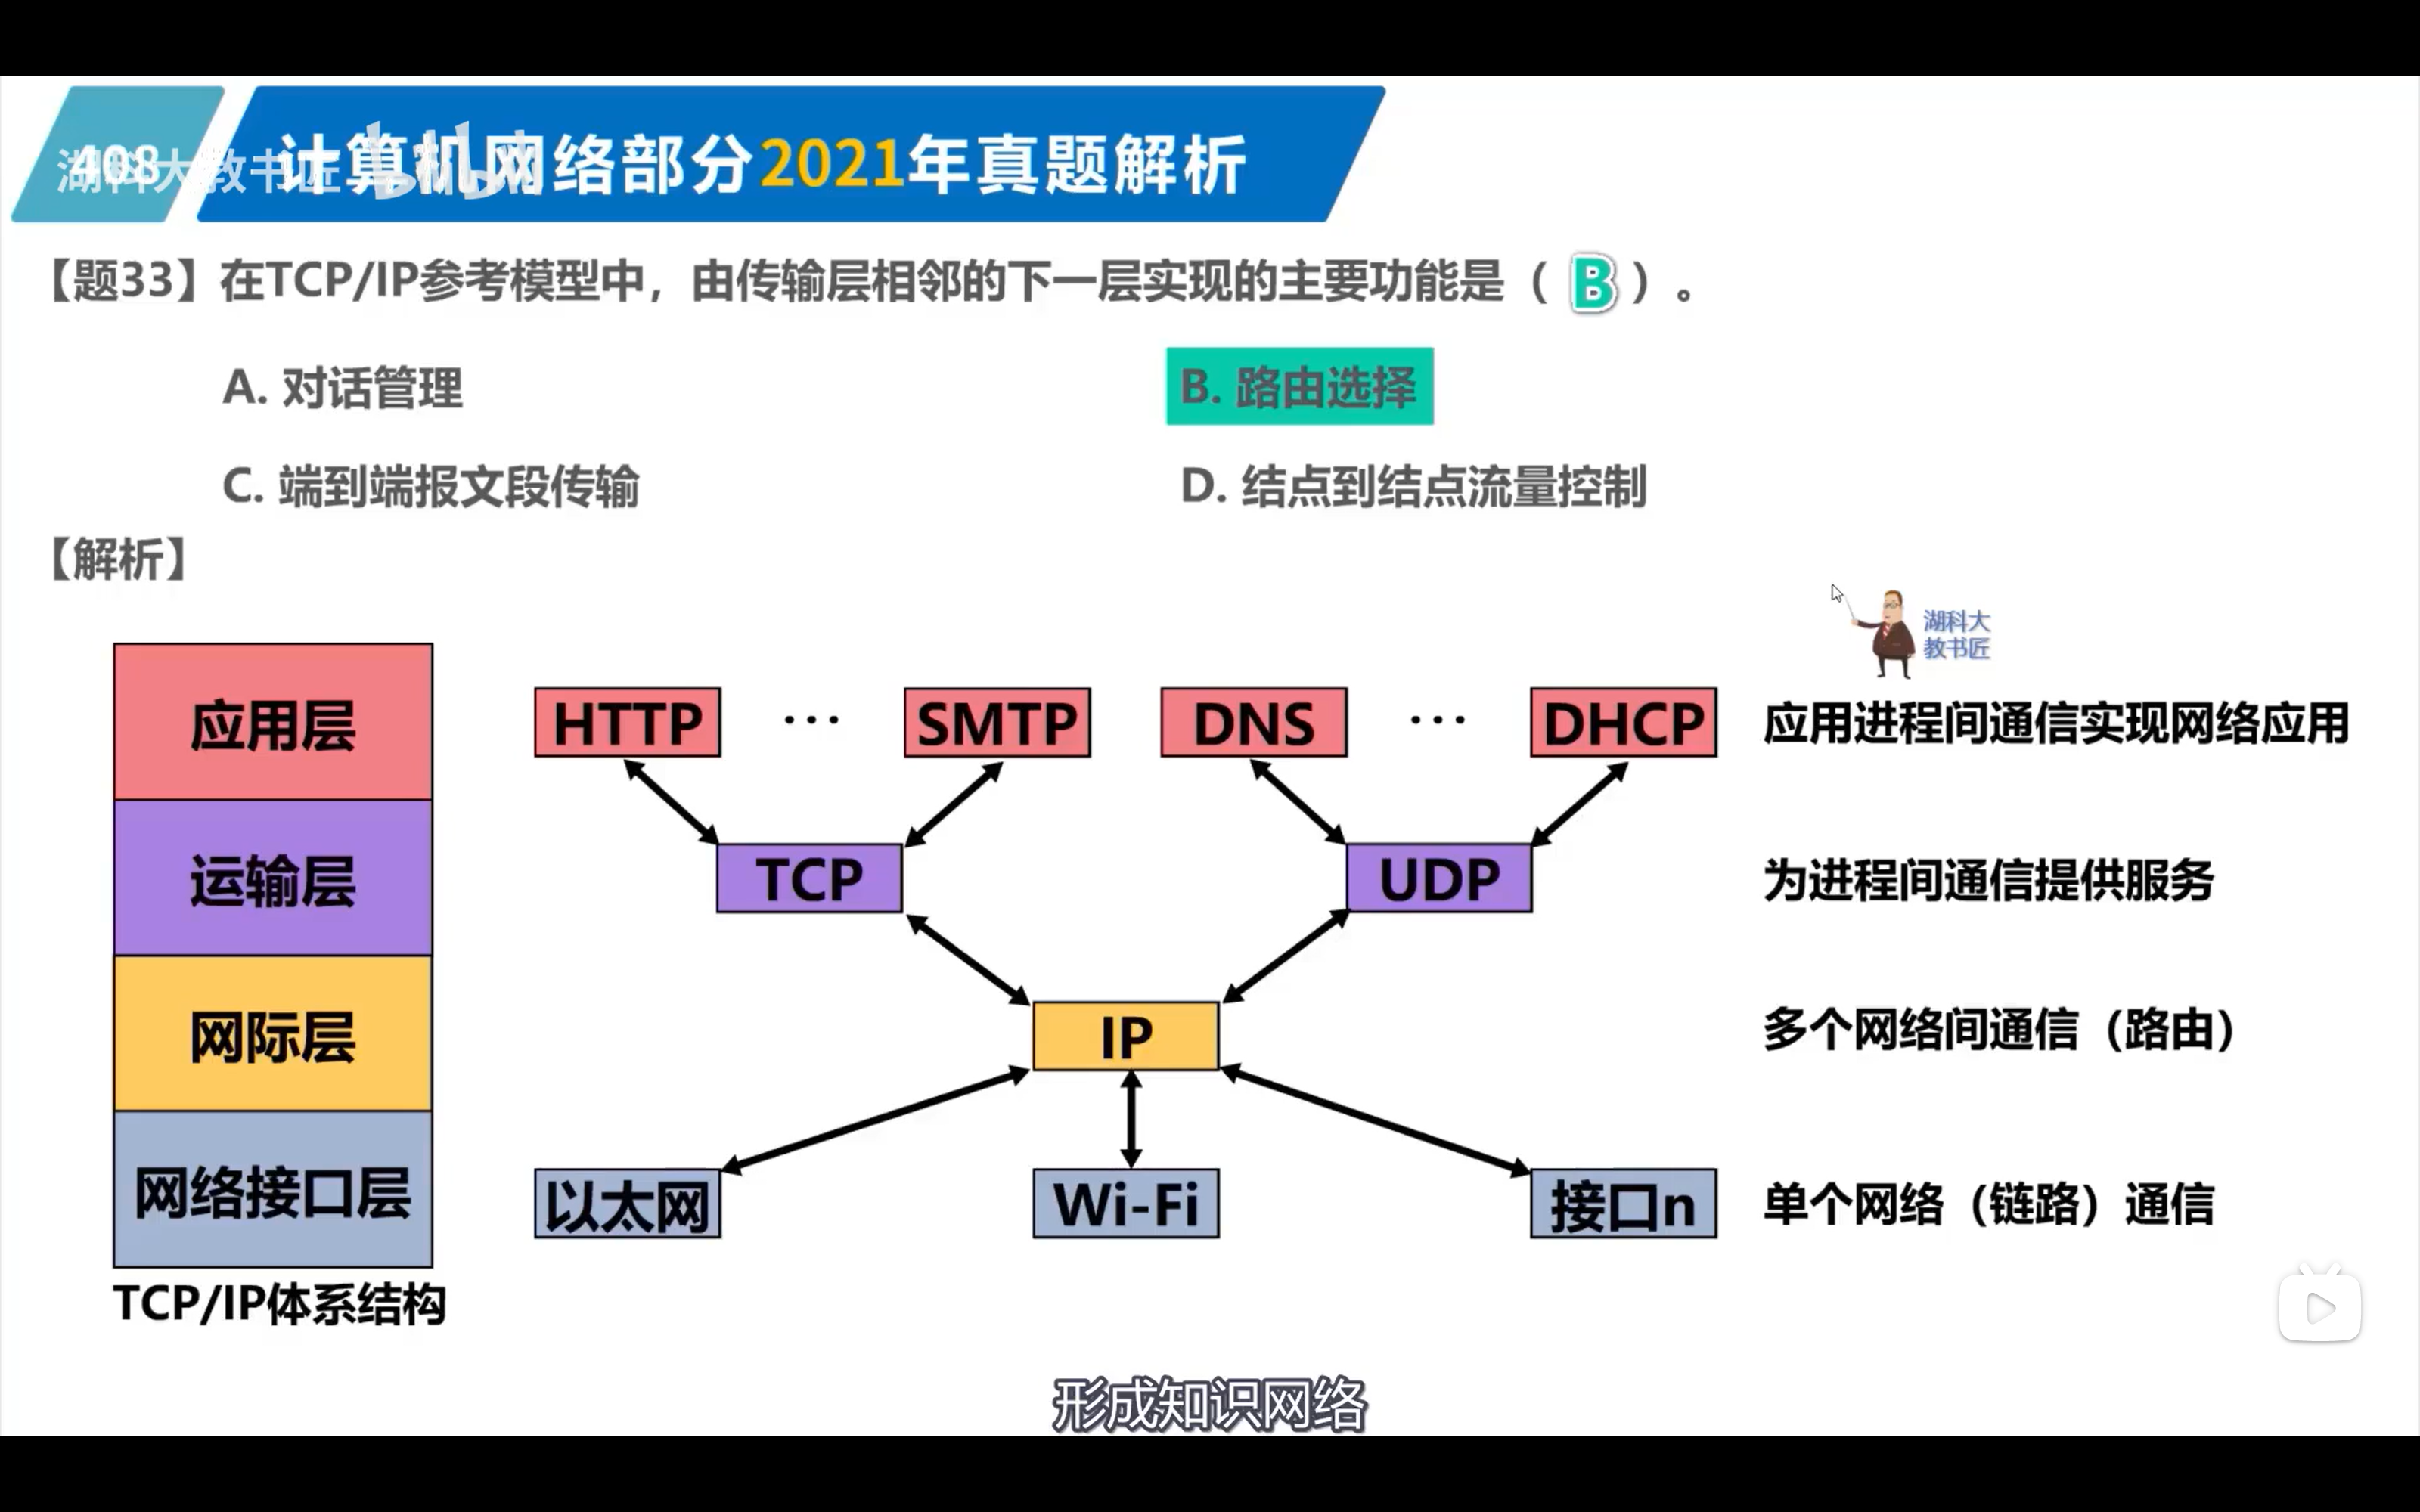 408 计算机网络部分2021年真题解析
湖科大教书匠 bilibili
【题33】在TCP/IP参考模型中，由传输层相邻的下一层实现的主要功能是（ B ）。
A. 对话管理
B. 路由选择
C. 端到端报文段传输
D. 结点到结点流量控制
【解析】
湖科大
教书匠
应用层
HTTP … SMTP DNS … DHCP
应用进程间通信实现网络应用
运输层
TCP UDP
为进程间通信提供服务
网际层
IP
多个网络间通信（路由）
网络接口层
以太网 Wi-Fi 接口n
单个网络（链路）通信
TCP/IP体系结构
形成知识网络